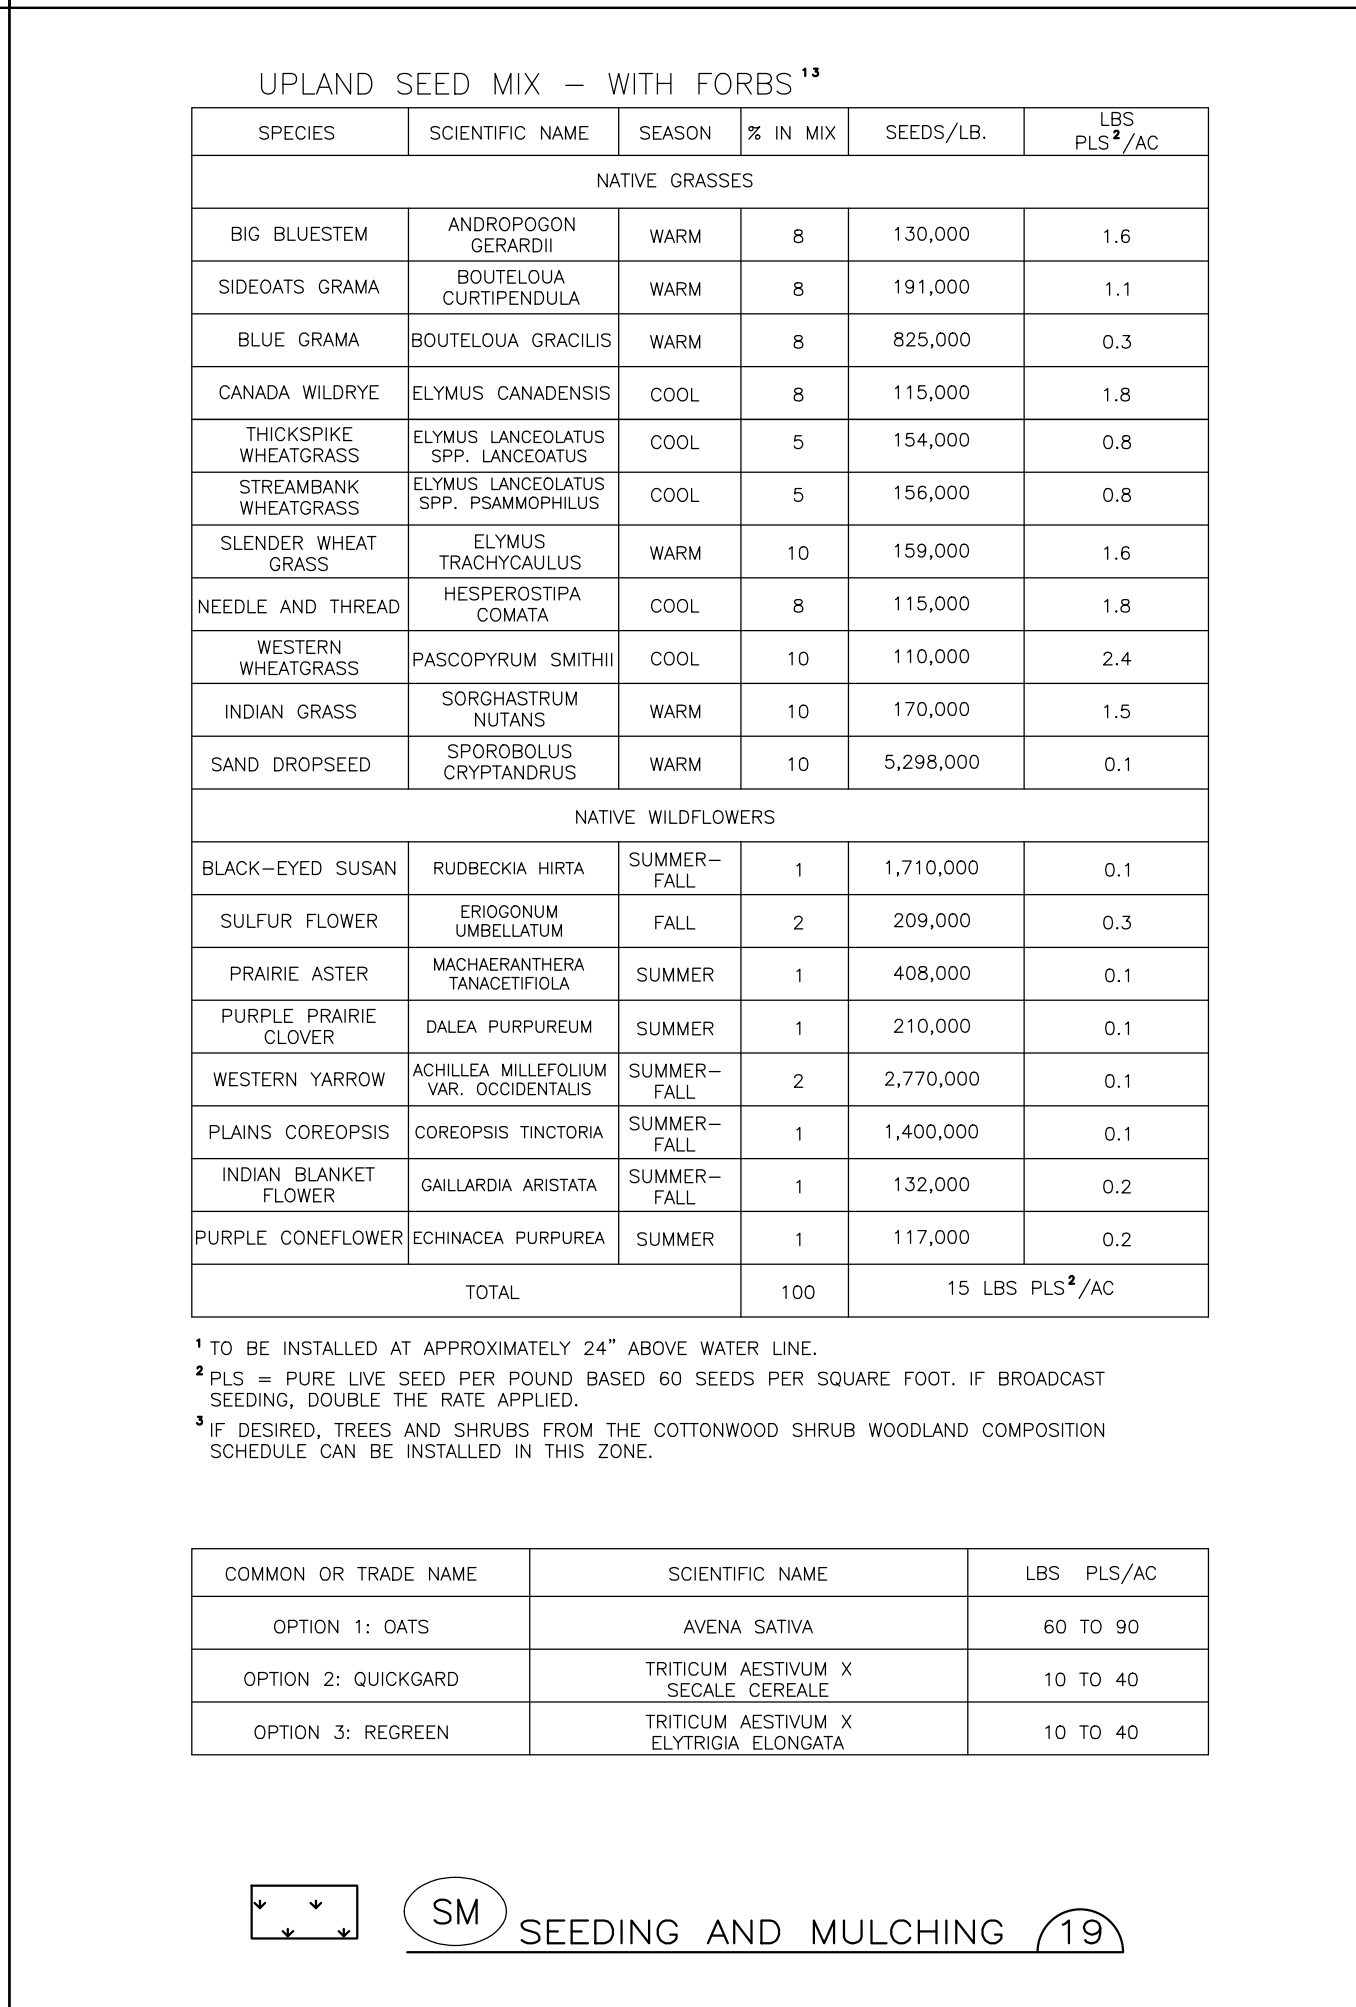 UPLAND SEED MIX – WITH FORBS 13
SPECIES SCIENTIFIC NAME SEASON % IN MIX SEEDS/LB. LBS PLS2/AC
NATIVE GRASSES
BIG BLUESTEM ANDROPOGON GERARDII WARM 8 130,000 1.6
SIDEOATS GRAMA BOUTELOUA CURTIPENDULA WARM 8 191,000 1.1
BLUE GRAMA BOUTELOUA GRACILIS WARM 8 825,000 0.3
CANADA WILDRYE ELYMUS CANADENSIS COOL 8 115,000 1.8
THICKSPIKE WHEATGRASS ELYMUS LANCEOLATUS SPP. LANCEOATUS COOL 5 154,000 0.8
STREAMBANK WHEATGRASS ELYMUS LANCEOLATUS SPP. PSAMMOPHILUS COOL 5 156,000 0.8
SLENDER WHEAT GRASS ELYMUS TRACHYCAULUS WARM 10 159,000 1.6
NEEDLE AND THREAD HESPEROSTIPA COMATA COOL 8 115,000 1.8
WESTERN WHEATGRASS PASCOPYRUM SMITHII COOL 10 110,000 2.4
INDIAN GRASS SORGHASTRUM NUTANS WARM 10 170,000 1.5
SAND DROPSEED SPOROBOLUS CRYPTANDRUS WARM 10 5,298,000 0.1
NATIVE WILDFLOWERS
BLACK–EYED SUSAN RUDBECKIA HIRTA SUMMER–FALL 1 1,710,000 0.1
SULFUR FLOWER ERIOGONUM UMBELLATUM FALL 2 209,000 0.3
PRAIRIE ASTER MACHAERANTHERA TANACETIFIOLA SUMMER 1 408,000 0.1
PURPLE PRAIRIE CLOVER DALEA PURPUREUM SUMMER 1 210,000 0.1
WESTERN YARROW ACHILLEA MILLEFOLIUM VAR. OCCIDENTALIS SUMMER–FALL 2 2,770,000 0.1
PLAINS COREOPSIS COREOPSIS TINCTORIA SUMMER–FALL 1 1,400,000 0.1
INDIAN BLANKET FLOWER GAILLARDIA ARISTATA SUMMER–FALL 1 132,000 0.2
PURPLE CONEFLOWER ECHINACEA PURPUREA SUMMER 1 117,000 0.2
TOTAL 100 15 LBS PLS2/AC
1 TO BE INSTALLED AT APPROXIMATELY 24" ABOVE WATER LINE.
2 PLS = PURE LIVE SEED PER POUND BASED 60 SEEDS PER SQUARE FOOT. IF BROADCAST
SEEDING, DOUBLE THE RATE APPLIED.
3 IF DESIRED, TREES AND SHRUBS FROM THE COTTONWOOD SHRUB WOODLAND COMPOSITION
SCHEDULE CAN BE INSTALLED IN THIS ZONE.
COMMON OR TRADE NAME SCIENTIFIC NAME LBS PLS/AC
OPTION 1: OATS AVENA SATIVA 60 TO 90
OPTION 2: QUICKGARD TRITICUM AESTIVUM X SECALE CEREALE 10 TO 40
OPTION 3: REGREEN TRITICUM AESTIVUM X ELYTRIGIA ELONGATA 10 TO 40
SM SEEDING AND MULCHING 19